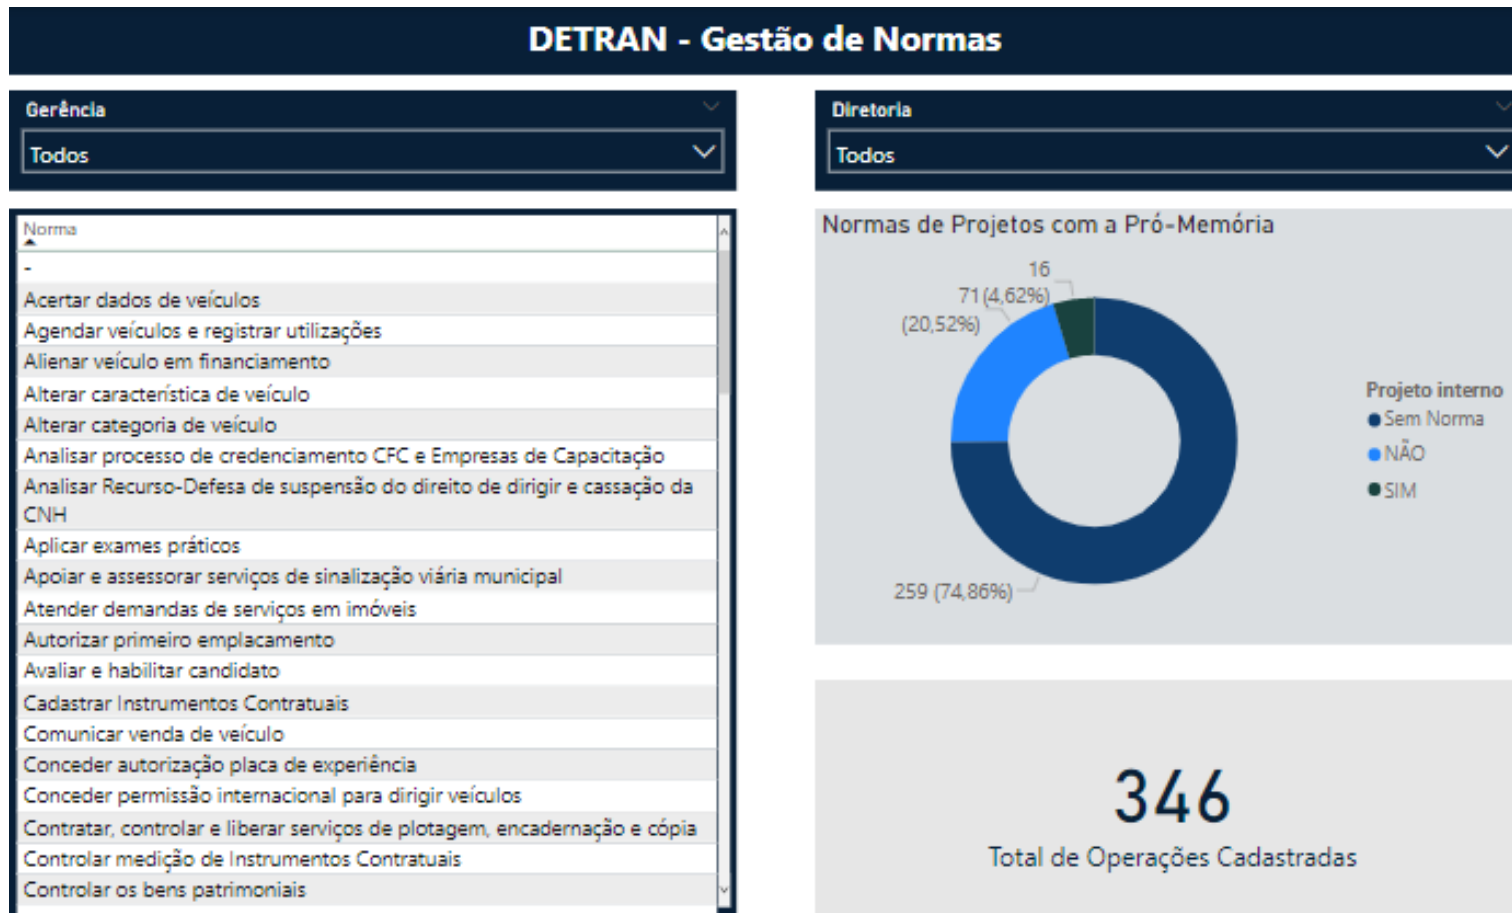 DETRAN - Gestão de Normas
Gerência
Todos
Diretoria
Todos
Norma
-
Acertar dados de veículos
Agendar veículos e registrar utilizações
Alienar veículo em financiamento
Alterar característica de veículo
Alterar categoria de veículo
Analisar processo de credenciamento CFC e Empresas de Capacitação
Analisar Recurso-Defesa de suspensão do direito de dirigir e cassação da
CNH
Aplicar exames práticos
Apoiar e assessorar serviços de sinalização viária municipal
Atender demandas de serviços em imóveis
Autorizar primeiro emplacamento
Avaliar e habilitar candidato
Cadastrar Instrumentos Contratuais
Comunicar venda de veículo
Conceder autorização placa de experiência
Conceder permissão internacional para dirigir veículos
Contratar, controlar e liberar serviços de plotagem, encadernação e cópia
Controlar medição de Instrumentos Contratuais
Controlar os bens patrimoniais
Normas de Projetos com a Pró-Memória
16
(4,62%)
71
(20,52%)
259 (74,86%)
Projeto interno
Sem Norma
NÃO
SIM
346
Total de Operações Cadastradas